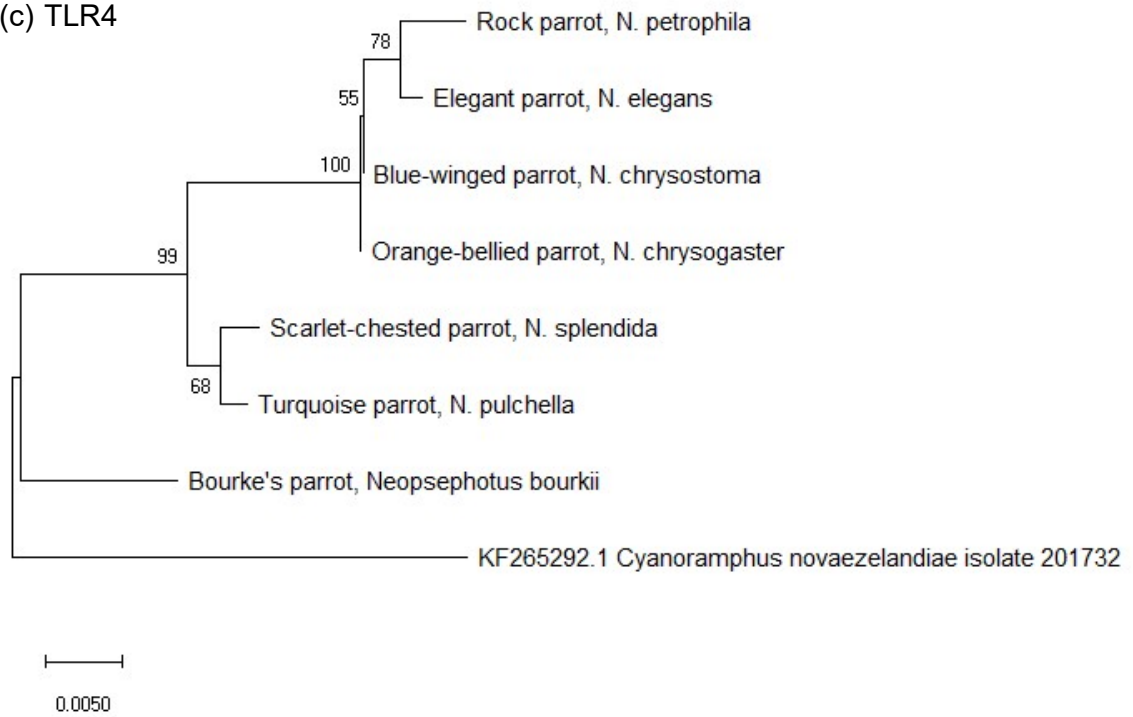 (c) TLR4
Rock parrot, N. petrophila
78
Elegant parrot, N. elegans
55
100
Blue-winged parrot, N. chrysostoma
Orange-bellied parrot, N. chrysogaster
99
Scarlet-chested parrot, N. splendida
68
Turquoise parrot, N. pulchella
Bourke's parrot, Neopsephotus bourkii
KF265292.1 Cyanoramphus novaezelandiae isolate 201732
0.0050